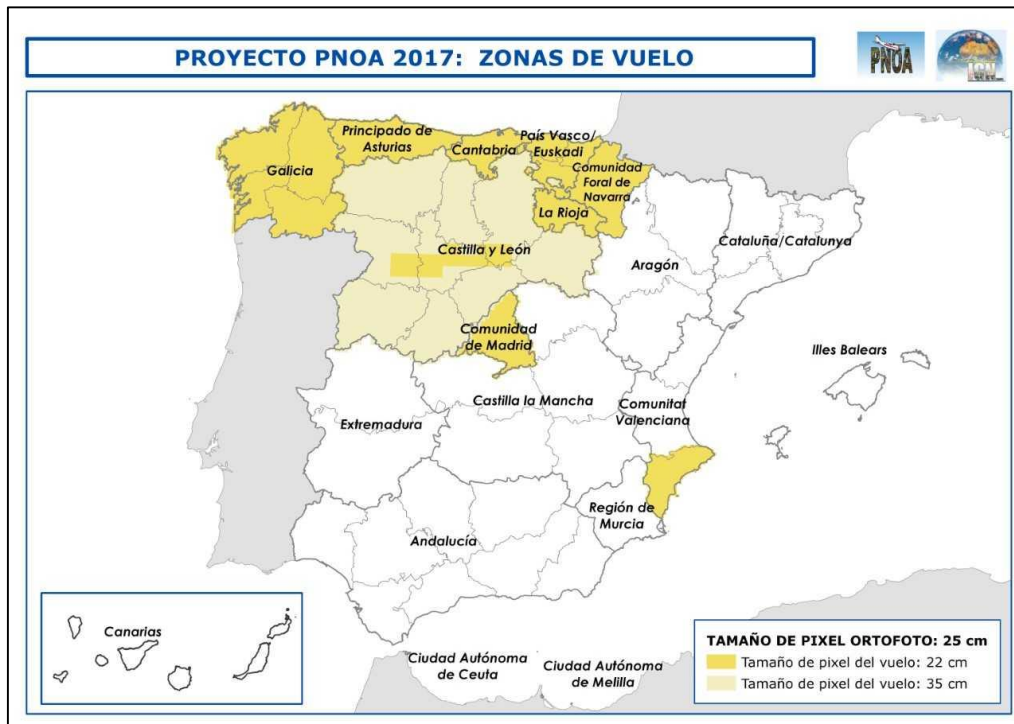 PROYECTO PNOA 2017: ZONAS DE VUELO
PNOA
IGN
Principado de
Asturias
Cantabria
País Vasco/
Euskadi
Galicia
Comunidad
Foral de
Navarra
La Rioja
Castilla y León
Aragón
Cataluña/Catalunya
Comunidad
de Madrid
Illes Balears
Castilla la Mancha
Comunitat
Valenciana
Extremadura
Región de
Murcia
Andalucía
Canarias
Ciudad Autónoma
de Ceuta
Ciudad Autónoma
de Melilla
TAMAÑO DE PIXEL ORTOFOTO: 25 cm
Tamaño de pixel del vuelo: 22 cm
Tamaño de pixel del vuelo: 35 cm